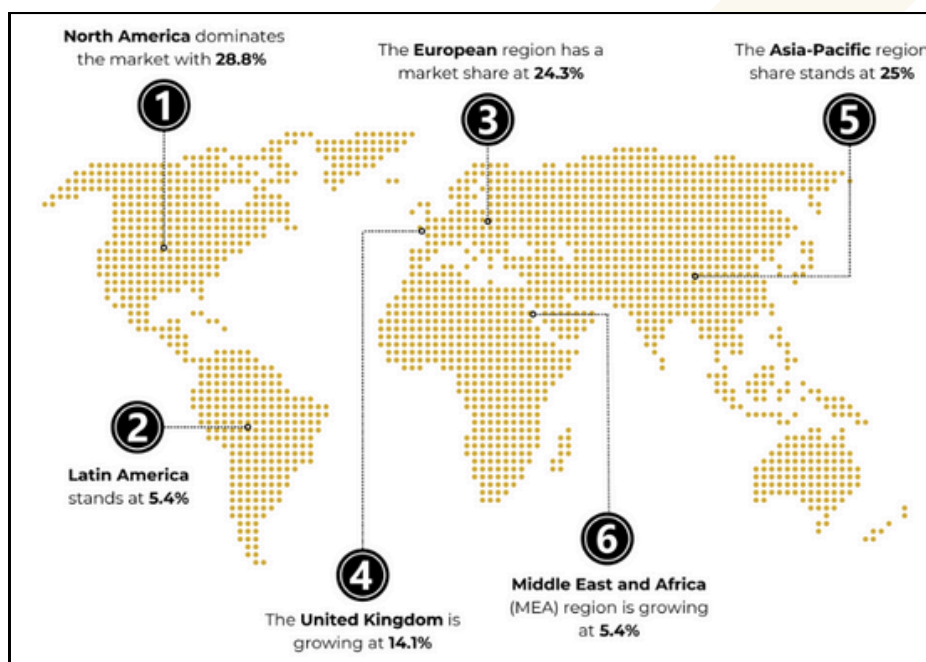 North America dominates
the market with 28.8%
1
The European region has a
market share at 24.3%
3
The Asia-Pacific region
share stands at 25%
5
2
Latin America
stands at 5.4%
4
The United Kingdom is
growing at 14.1%
6
Middle East and Africa
(MEA) region is growing
at 5.4%